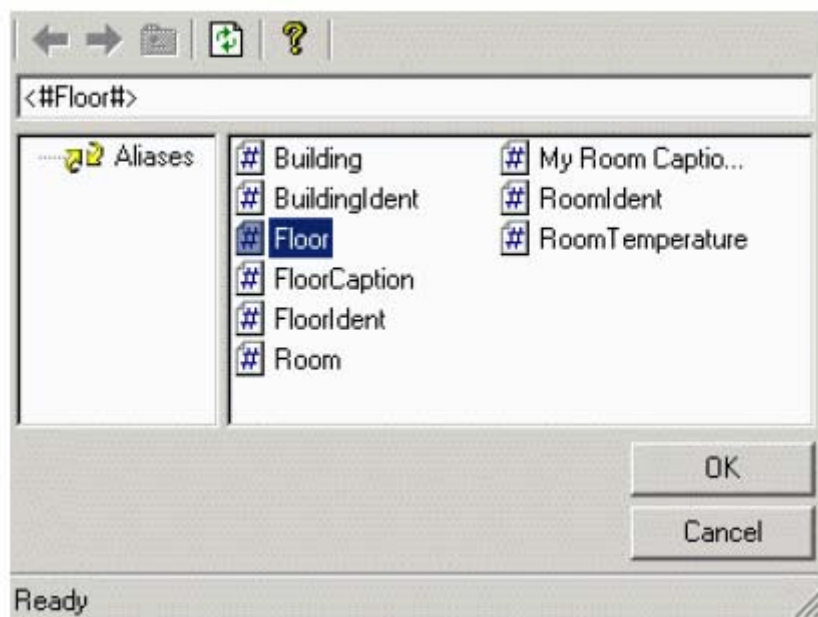 <#Floor#>
Aliases
Building
BuildingIdent
Floor
FloorCaption
FloorIdent
Room
My Room Captio...
RoomIdent
RoomTemperature
OK
Cancel
Ready